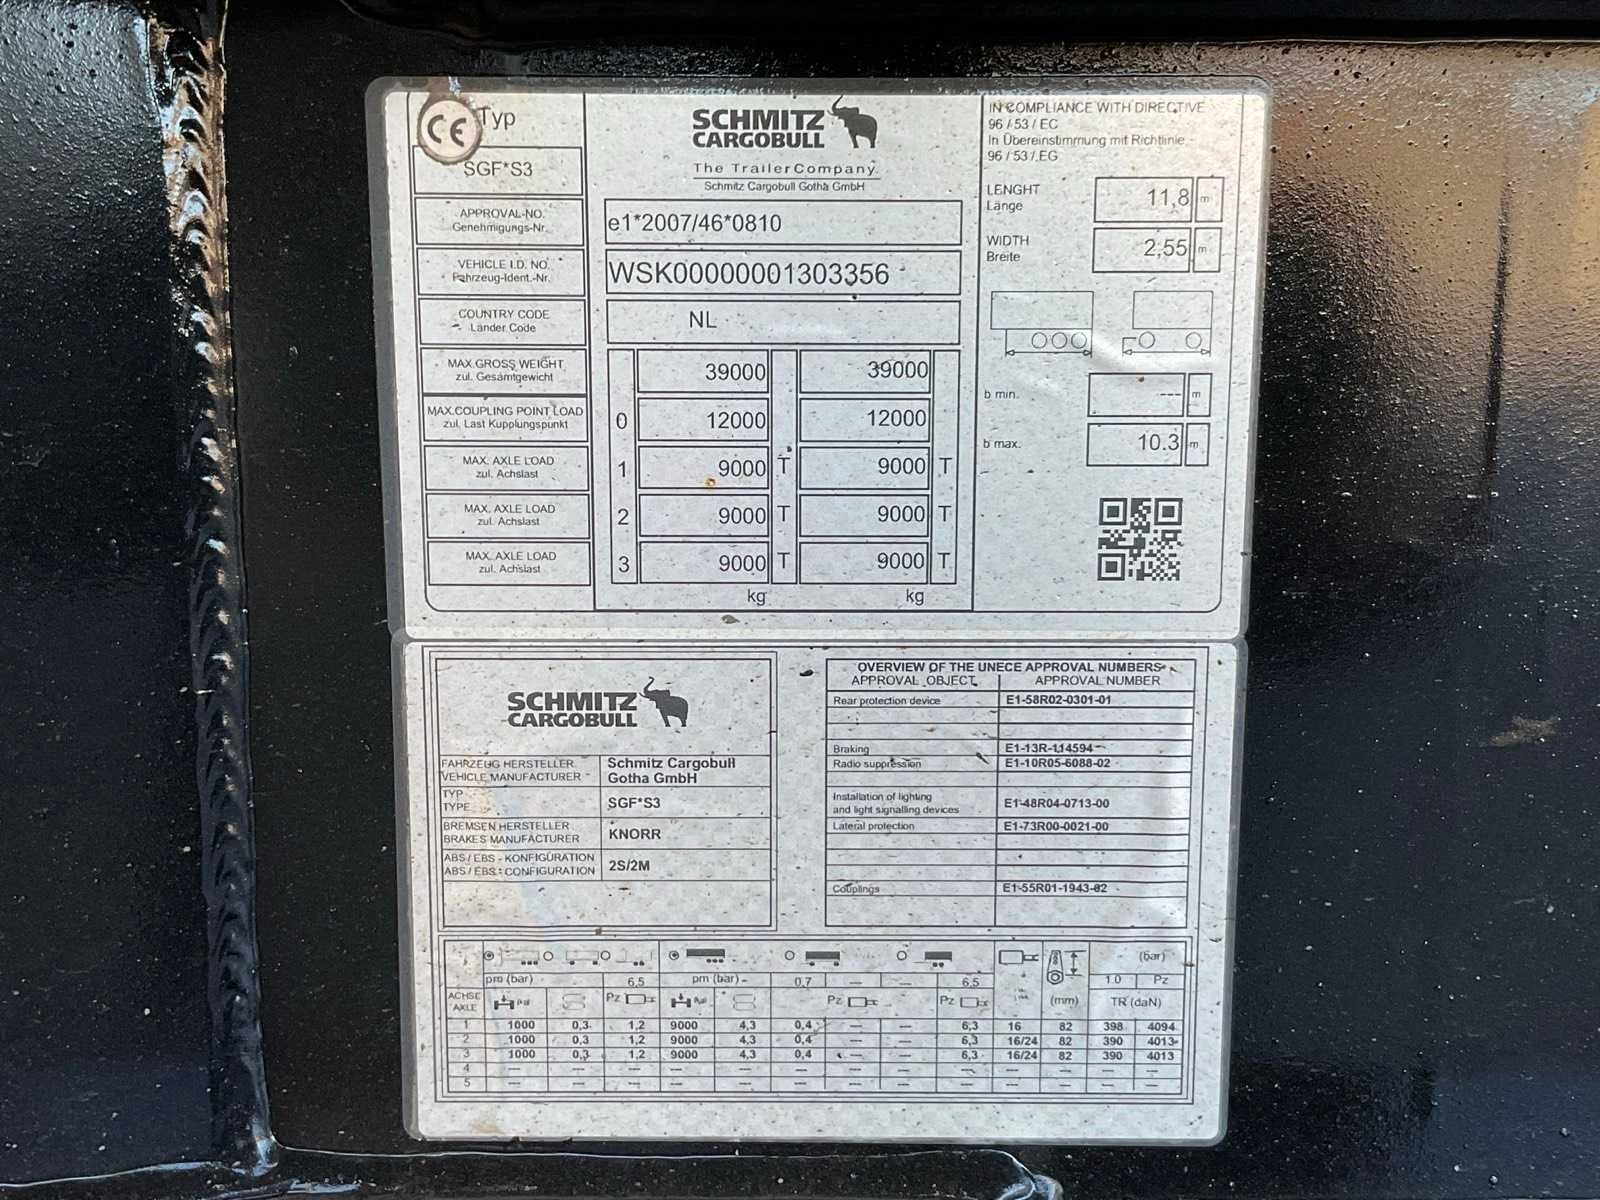 CE Typ
SGF*S3
APPROVAL-NO.
Genehmigungs-Nr.
VEHICLE I.D. NO.
Fahrzeug-Ident.-Nr.
COUNTRY CODE
Länder Code
MAX.GROSS WEIGHT
zul. Gesamtgewicht
MAX.COUPLING POINT LOAD
zul. Last Kupplungspunkt
MAX. AXLE LOAD
zul. Achslast
MAX. AXLE LOAD
zul. Achslast
MAX. AXLE LOAD
zul. Achslast
SCHMITZ
CARGOBULL
The TrailerCompany.
Schmitz Cargobull Gotha GmbH
e1*2007/46*0810
WSK00000001303356
NL
39000 39000
0 12000 12000
1 9000 T 9000 T
2 9000 T 9000 T
3 9000 T 9000 T
kg kg
IN COMPLIANCE WITH DIRECTIVE
96 / 53 / EC
In Übereinstimmung mit Richtlinie
96 / 53 / EG
LENGHT
Länge
11,8 m
WIDTH
Breite
2,55 m
b min. --- m
b max. 10.3 m
SCHMITZ
CARGOBULL
FAHRZEUG HERSTELLER
VEHICLE MANUFACTURER
Schmitz Cargobull
Gotha GmbH
TYP
TYPE
SGF*S3
BREMSEN HERSTELLER
BRAKES MANUFACTURER
KNORR
ABS / EBS - KONFIGURATION
ABS / EBS - CONFIGURATION
2S/2M
OVERVIEW OF THE UNECE APPROVAL NUMBERS
APPROVAL OBJECT APPROVAL NUMBER
Rear protection device E1-58R02-0301-01
Braking E1-13R-114594
Radio suppression E1-10R05-6088-02
Installation of lighting
and light signalling devices E1-48R04-0713-00
Lateral protection E1-73R00-0021-00
Couplings E1-55R01-1943-02
(bar)
pm (bar) 6,5 pm (bar) 0,7 --- --- 6,5 1.0 Pz
ACHSE
AXLE
Pz Pz Pz (mm) TR (daN)
1 1000 0,3 1,2 9000 4,3 0,4 --- --- 6,3 16 82 398 4094
2 1000 0,3 1,2 9000 4,3 0,4 --- --- 6,3 16/24 82 390 4013
3 1000 0,3 1,2 9000 4,3 0,4 --- --- 6,3 16/24 82 390 4013
4 --- --- --- --- --- --- --- --- --- --- --- --- ---
5 --- --- --- --- --- --- --- --- --- --- --- --- ---